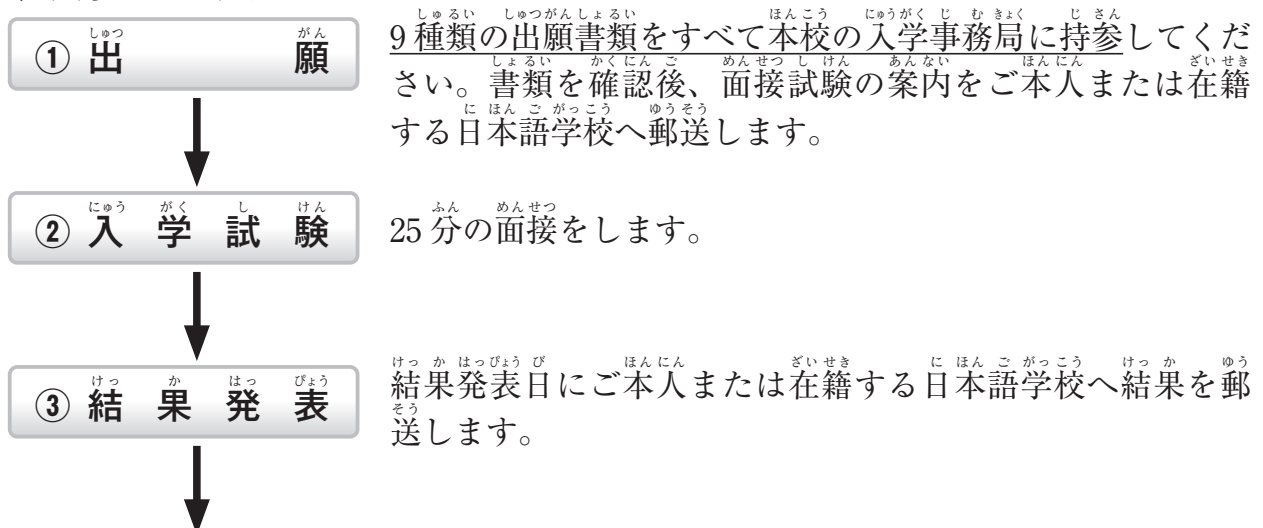 ① 出願
9種類の出願書類をすべて本校の入学事務局に持参してくだ
さい。書類を確認後、面接試験の案内をご本人または在籍
する日本語学校へ郵送します。
② 入学試験
25分の面接をします。
③ 結果発表
結果発表日にご本人または在籍する日本語学校へ結果を郵
送します。